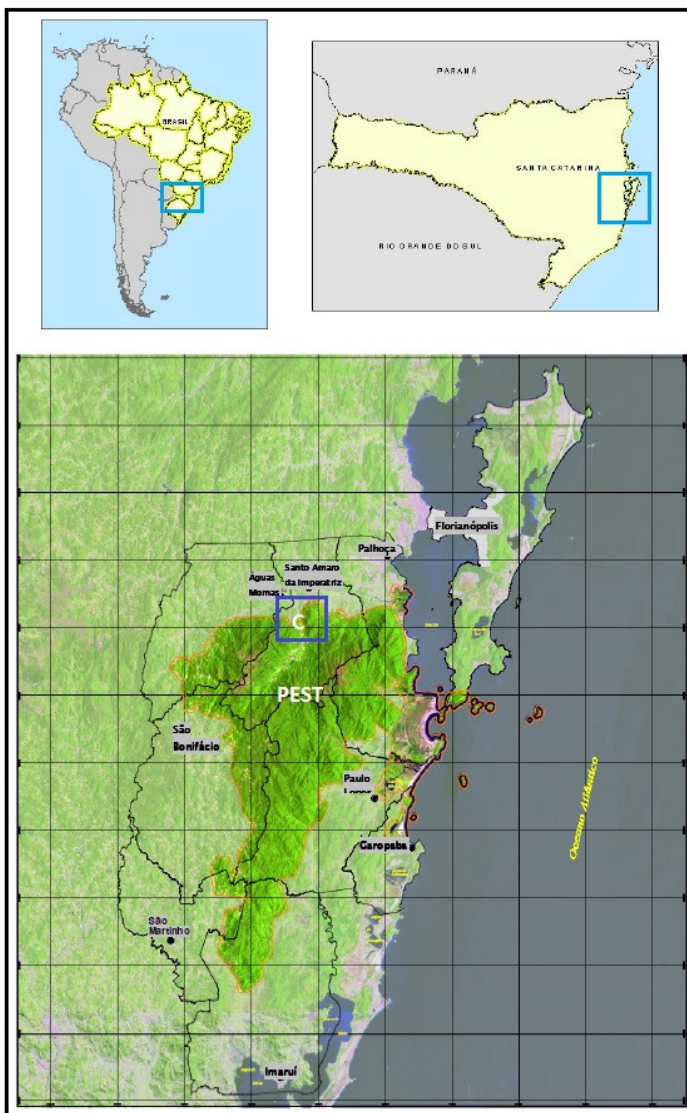 BRASIL
PARANÁ
SANTA CATARINA
RIO GRANDE DO SUL
Florianópolis
Palhoça
Santo Amaro
da Imperatriz
Águas
Mornas
C
PEST
São
Bonifácio
Paulo
Lopes
Garopaba
Oceano Atlântico
São
Martinho
Imaruí